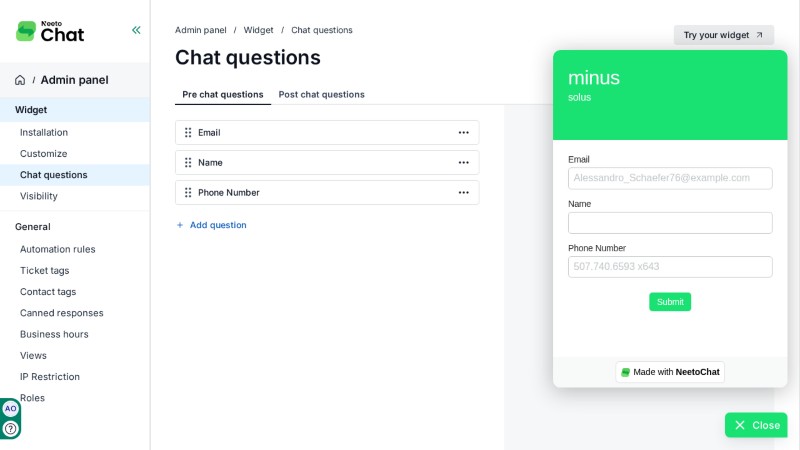 Neeto
Chat
/ Admin panel
Widget
Installation
Customize
Chat questions
Visibility
General
Automation rules
Ticket tags
Contact tags
Canned responses
Business hours
Views
IP Restriction
Roles
AO
?
Admin panel / Widget / Chat questions
Chat questions
Try your widget
Pre chat questions
Post chat questions
Email
Name
Phone Number
+ Add question
minus
solus
Email
Alessandro_Schaefer76@example.com
Name
Phone Number
507.740.6593 x643
Submit
Made with NeetoChat
Close